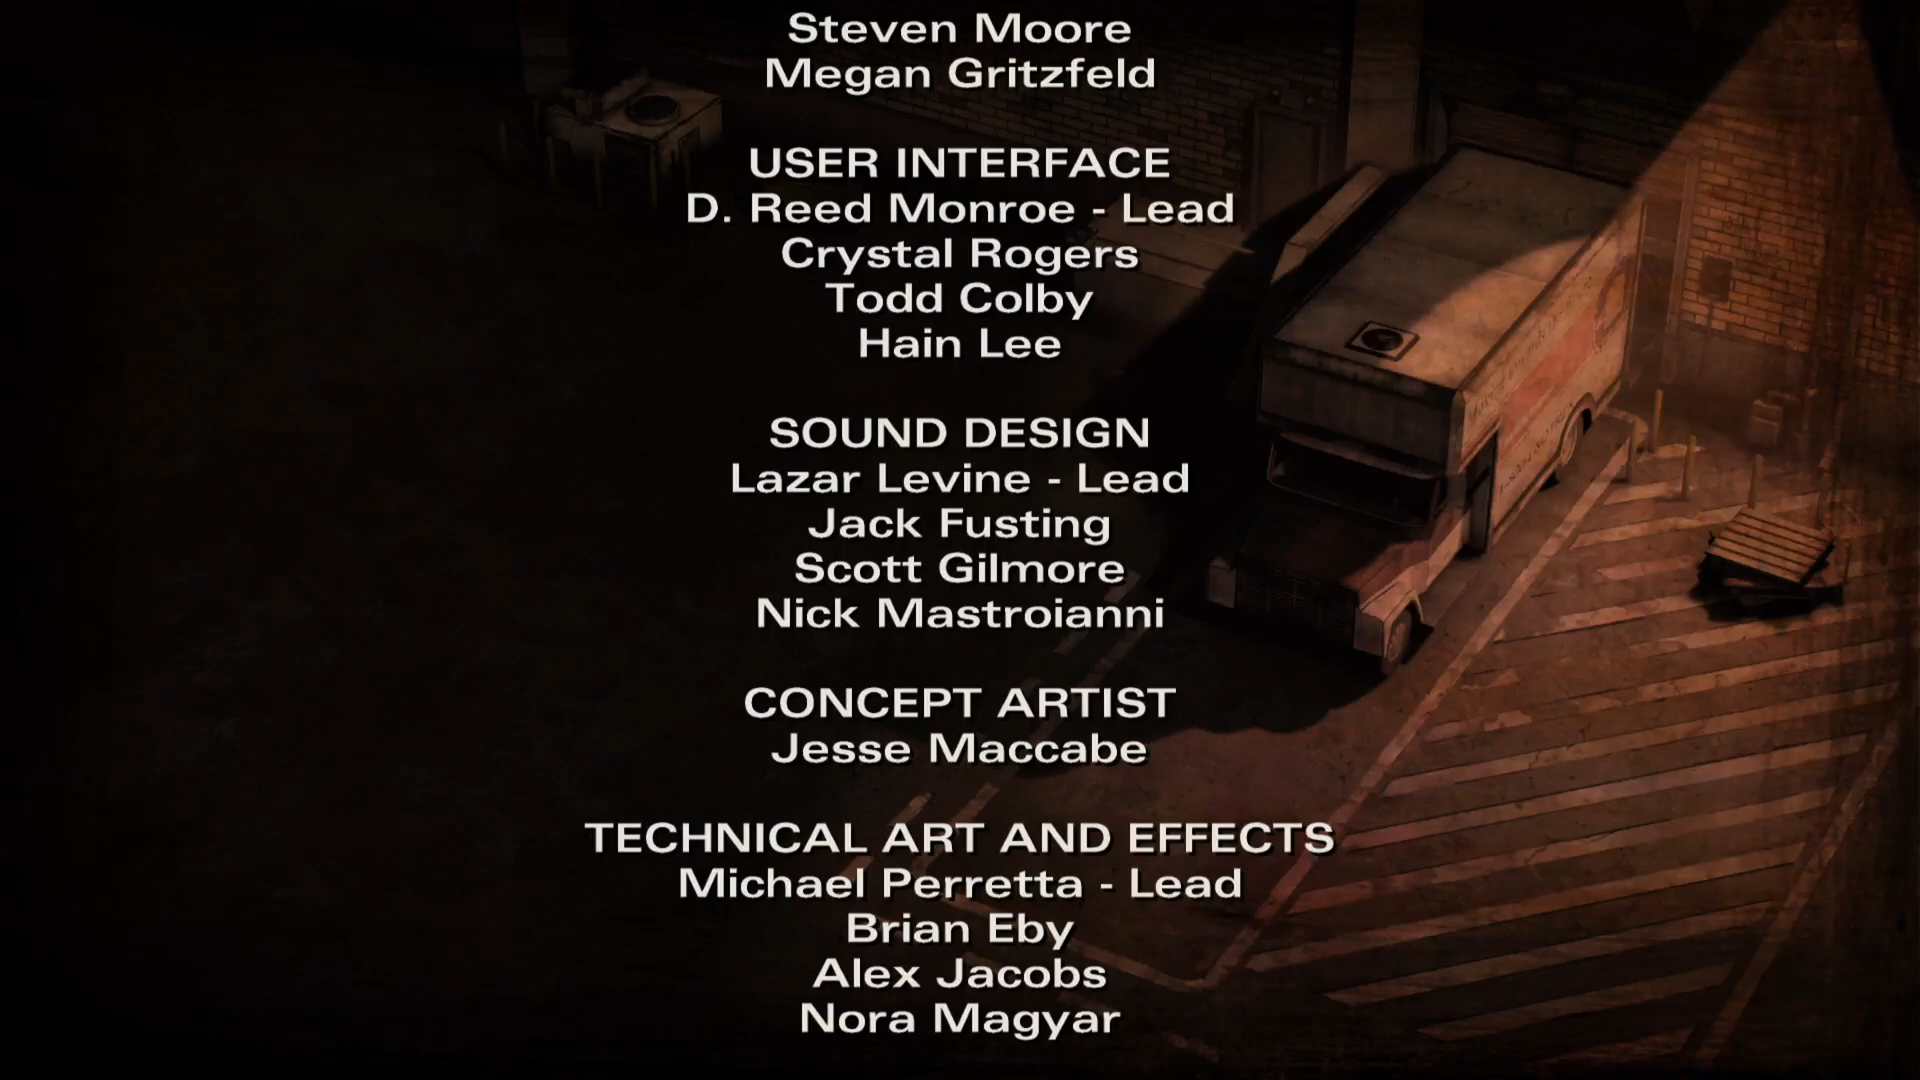 Steven Moore
Megan Gritzfeld
USER INTERFACE
D. Reed Monroe - Lead
Crystal Rogers
Todd Colby
Hain Lee
SOUND DESIGN
Lazar Levine - Lead
Jack Fusting
Scott Gilmore
Nick Mastroianni
CONCEPT ARTIST
Jesse Maccabe
TECHNICAL ART AND EFFECTS
Michael Perretta - Lead
Brian Eby
Alex Jacobs
Nora Magyar